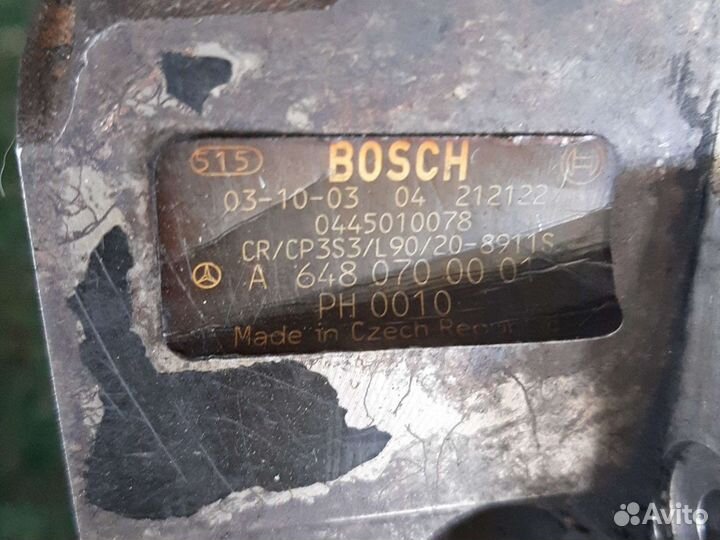 515 BOSCH
03-10-03 04 212122
0445010078
CR/CP3S3/L90/20-8911S
A 648 070 00 01
PH 0010
Made in Czech Republic
Avito